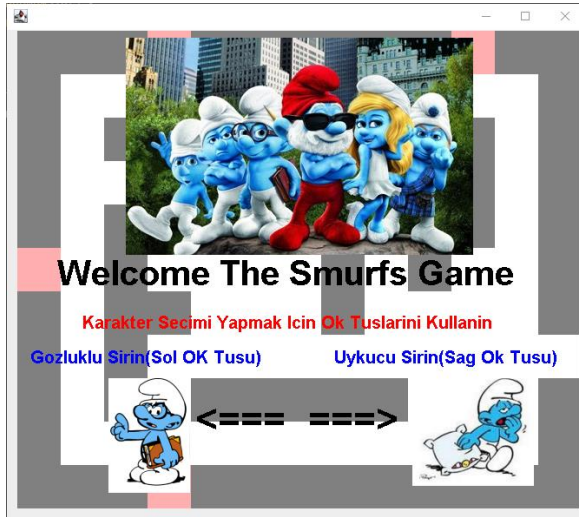 Welcome The Smurfs Game
Karakter Secimi Yapmak Icin Ok Tuslarini Kullanin
Gozluklu Sirin(Sol OK Tusu) Uykucu Sirin(Sag Ok Tusu)
<=== ===>